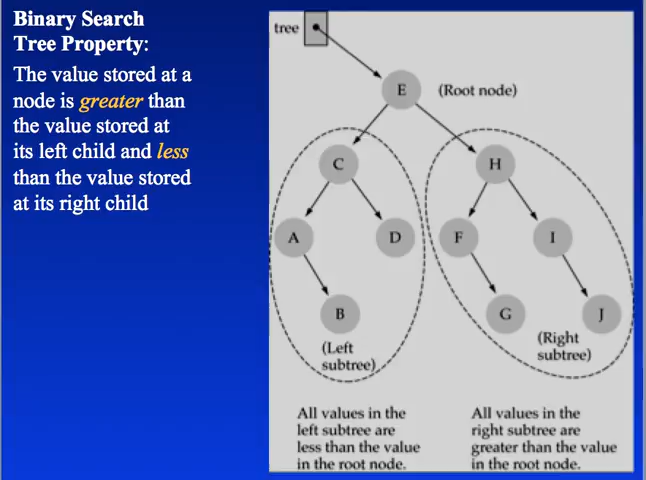 Binary Search
Tree Property:
The value stored at a
node is greater than
the value stored at
its left child and less
than the value stored
at its right child
tree
E
(Root node)
C
H
A
D
F
I
B
G
J
(Left
subtree)
(Right
subtree)
All values in the
left subtree are
less than the value
in the root node.
All values in the
right subtree are
greater than the value
in the root node.